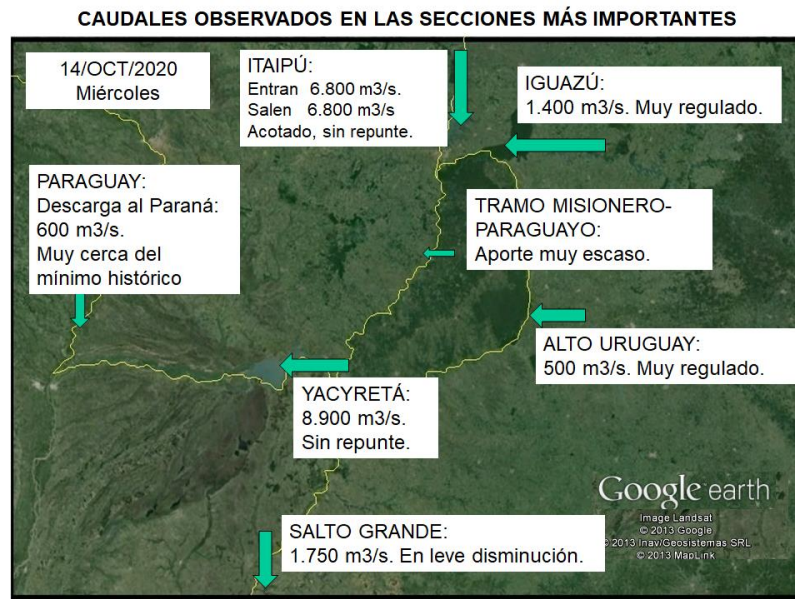 CAUDALES OBSERVADOS EN LAS SECCIONES MÁS IMPORTANTES
14/OCT/2020
Miércoles
ITAIPÚ:
Entran 6.800 m3/s.
Salen 6.800 m3/s
Acotado, sin repunte.
IGUAZÚ:
1.400 m3/s. Muy regulado.
PARAGUAY:
Descarga al Paraná:
600 m3/s.
Muy cerca del
mínimo histórico
TRAMO MISIONERO-
PARAGUAYO:
Aporte muy escaso.
ALTO URUGUAY:
500 m3/s. Muy regulado.
YACYRETÁ:
8.900 m3/s.
Sin repunte.
SALTO GRANDE:
1.750 m3/s. En leve disminución.
Google earth
Image Landsat
© 2013 Google
© 2013 Inav/Geosistemas SRL
© 2013 MapLink